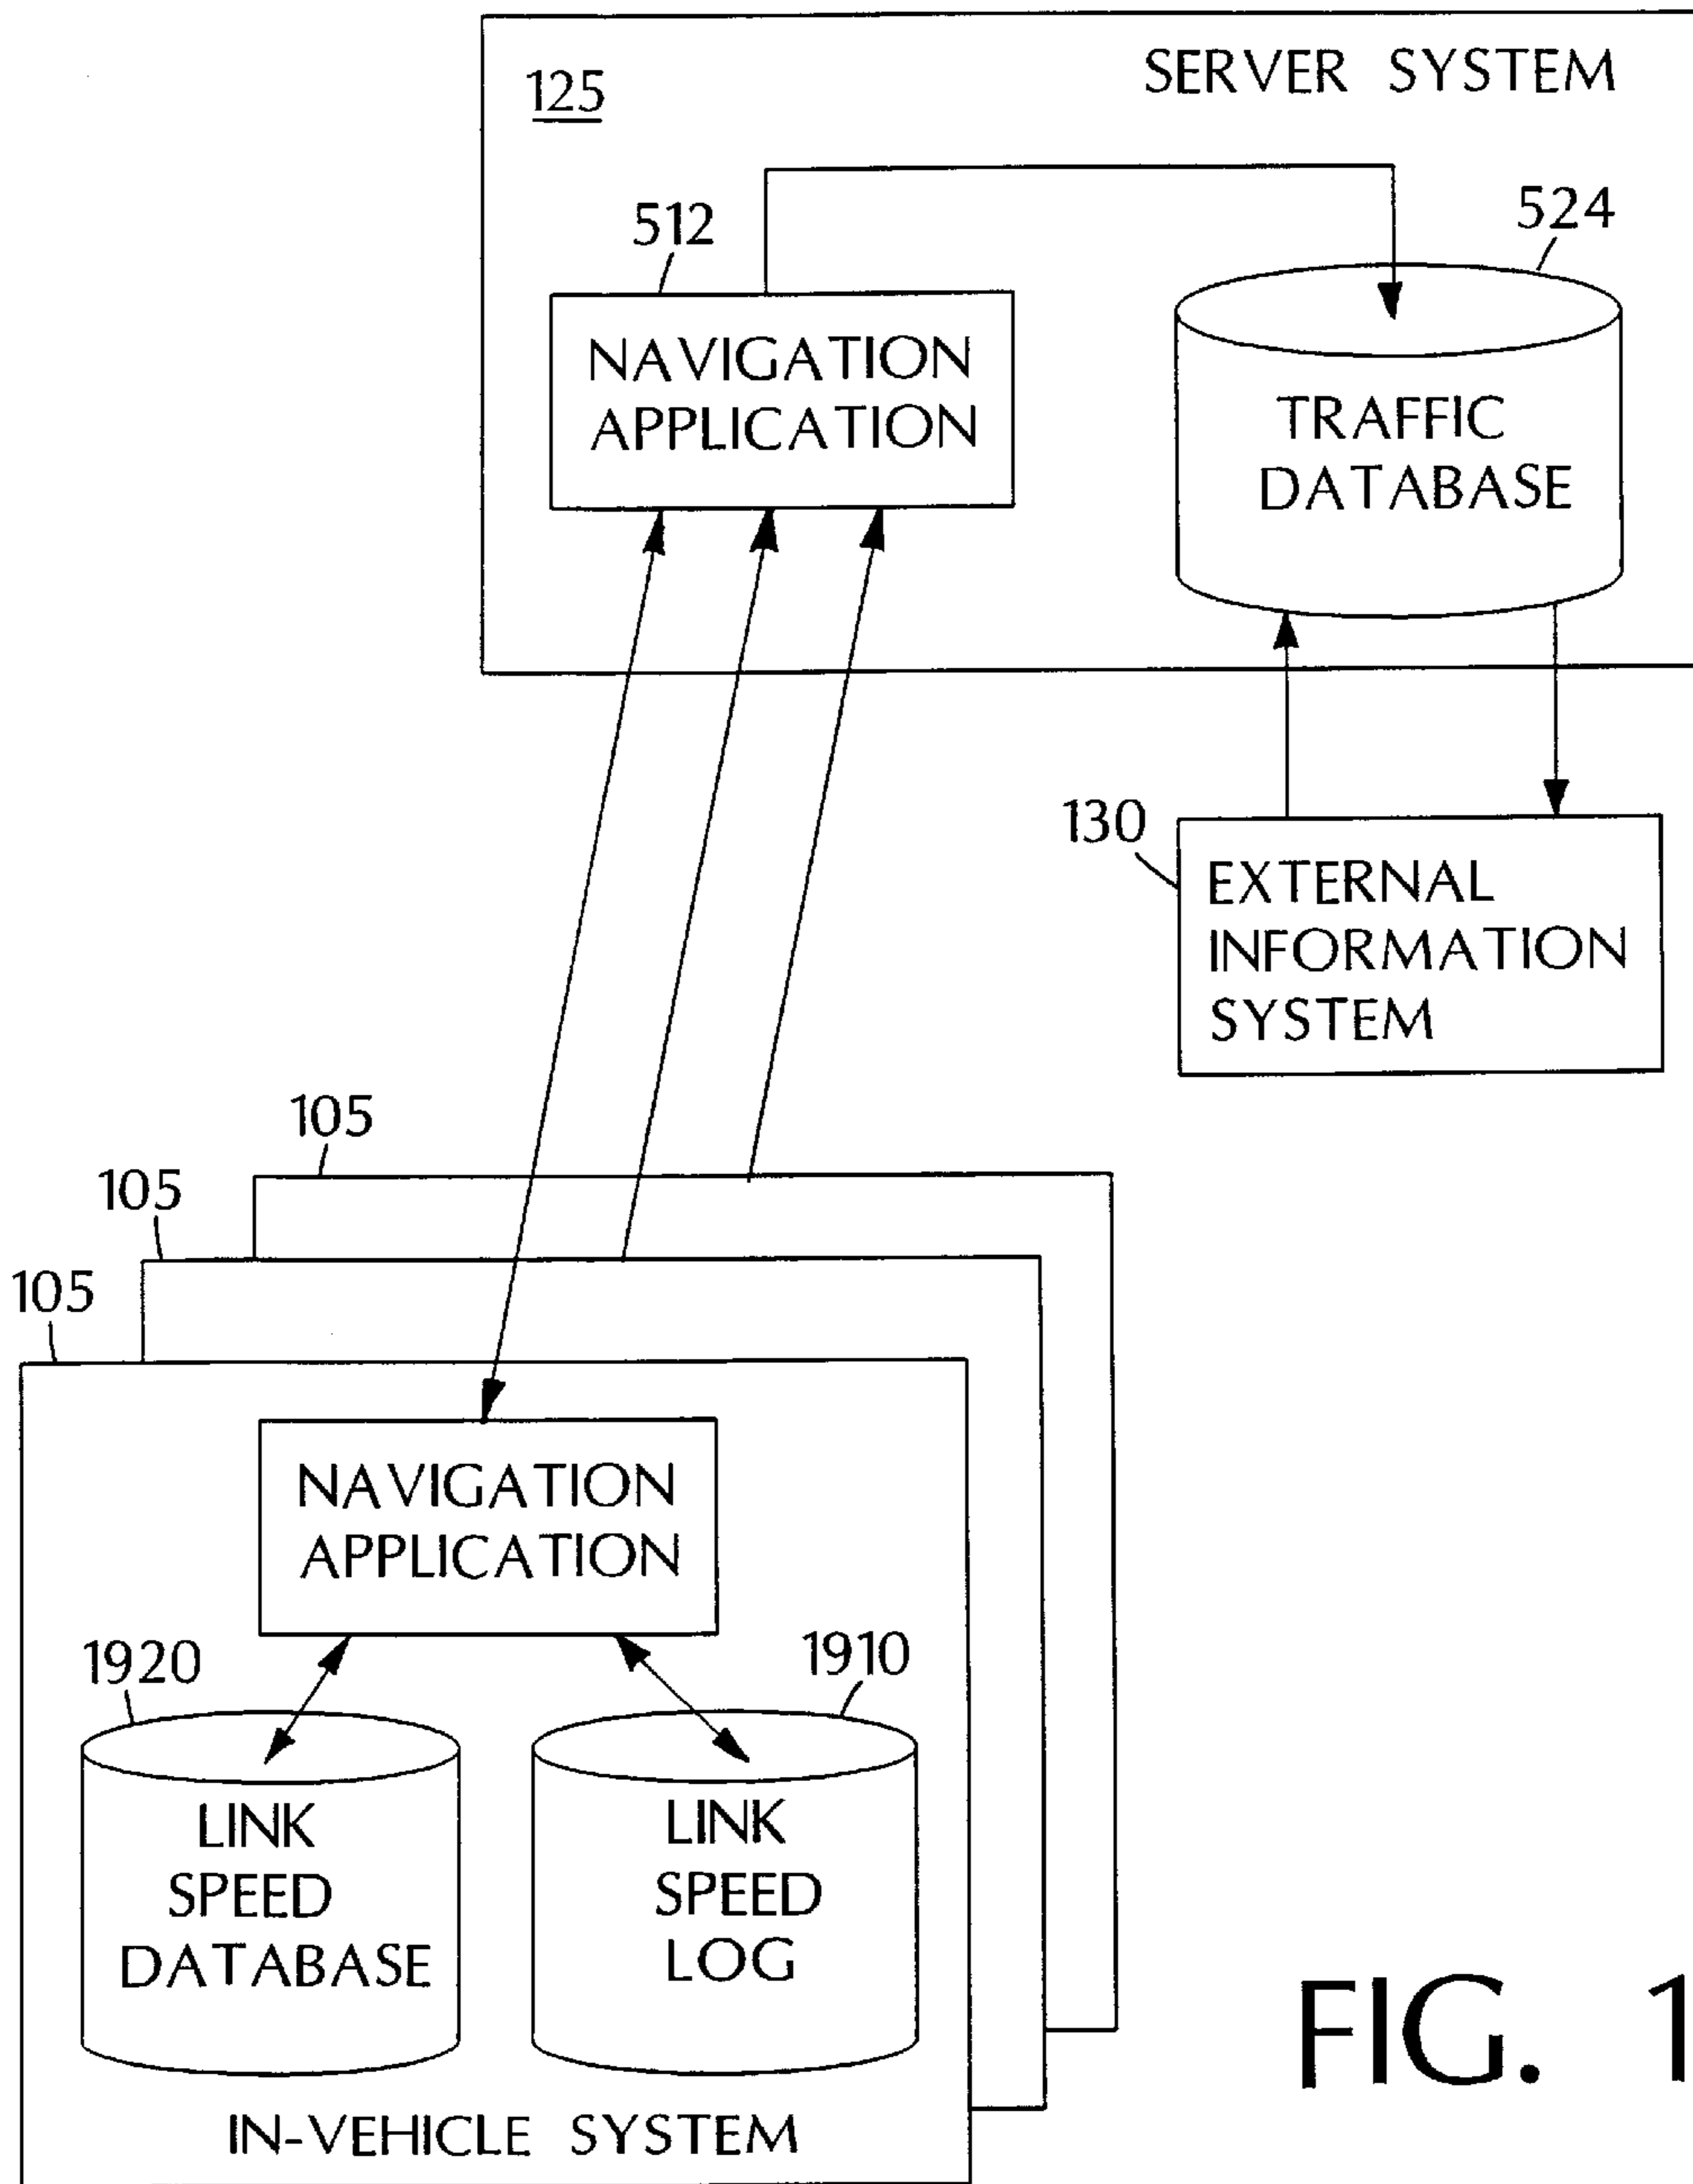 SERVER SYSTEM
125
512
524
NAVIGATION
APPLICATION
TRAFFIC
DATABASE
130
EXTERNAL
INFORMATION
SYSTEM
105
105
105
NAVIGATION
APPLICATION
1920
1910
LINK
SPEED
DATABASE
LINK
SPEED
LOG
IN-VEHICLE SYSTEM
FIG. 1